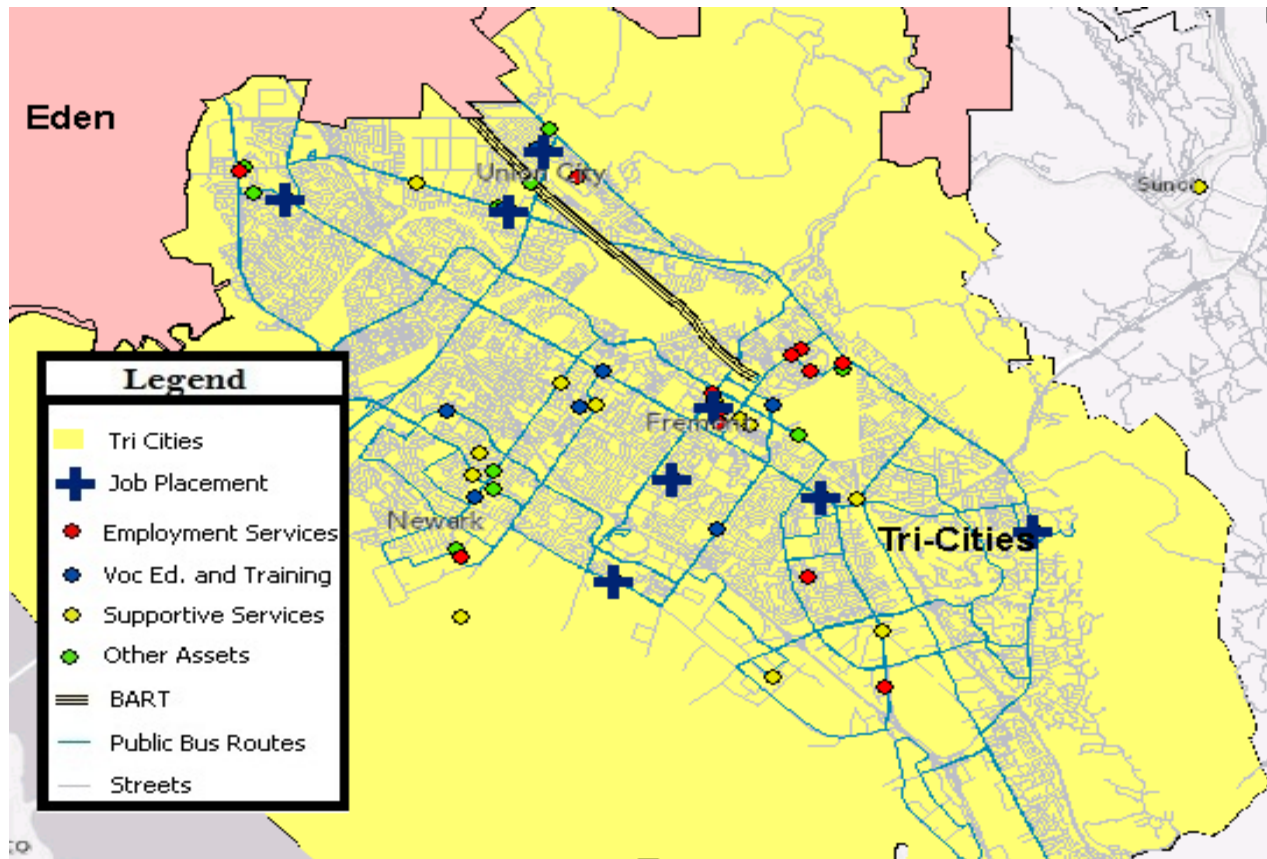 Eden
Union City
Suno
Legend
Tri Cities
Job Placement
Employment Services
Voc Ed. and Training
Supportive Services
Other Assets
BART
Public Bus Routes
Streets
Fremont
Newark
Tri-Cities